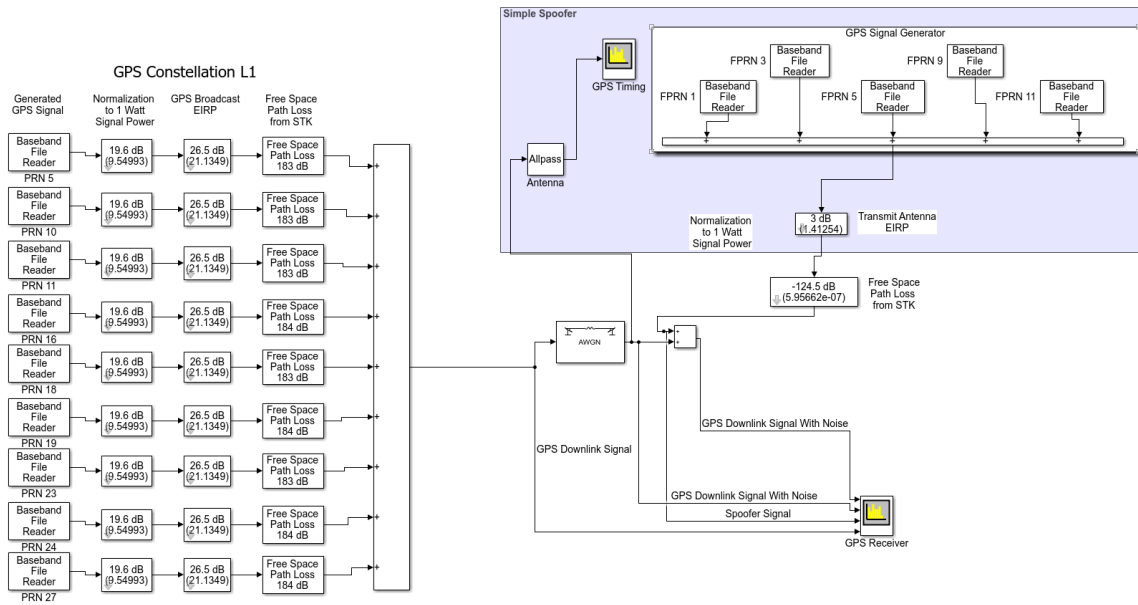 Simple Spoofer
GPS Signal Generator
Baseband
File
Reader
FPRN 1
Baseband
File
Reader
FPRN 3
Baseband
File
Reader
FPRN 5
Baseband
File
Reader
FPRN 9
Baseband
File
Reader
FPRN 11
+ + + + +
GPS Timing
Allpass
Antenna
Normalization
to 1 Watt
Signal Power
3 dB
(1.41254)
Transmit Antenna
EIRP
-124.5 dB
(5.95662e-07)
Free Space
Path Loss
from STK
GPS Constellation L1
Generated
GPS Signal
Normalization
to 1 Watt
Signal Power
GPS Broadcast
EIRP
Free Space
Path Loss
from STK
Baseband
File
Reader
PRN 5
19.6 dB
(9.54993)
26.5 dB
(21.1349)
Free Space
Path Loss
183 dB
+
Baseband
File
Reader
PRN 10
19.6 dB
(9.54993)
26.5 dB
(21.1349)
Free Space
Path Loss
183 dB
+
Baseband
File
Reader
PRN 11
19.6 dB
(9.54993)
26.5 dB
(21.1349)
Free Space
Path Loss
183 dB
+
Baseband
File
Reader
PRN 16
19.6 dB
(9.54993)
26.5 dB
(21.1349)
Free Space
Path Loss
184 dB
+
Baseband
File
Reader
PRN 18
19.6 dB
(9.54993)
26.5 dB
(21.1349)
Free Space
Path Loss
183 dB
+
Baseband
File
Reader
PRN 19
19.6 dB
(9.54993)
26.5 dB
(21.1349)
Free Space
Path Loss
184 dB
+
Baseband
File
Reader
PRN 23
19.6 dB
(9.54993)
26.5 dB
(21.1349)
Free Space
Path Loss
183 dB
+
Baseband
File
Reader
PRN 24
19.6 dB
(9.54993)
26.5 dB
(21.1349)
Free Space
Path Loss
184 dB
+
Baseband
File
Reader
PRN 27
19.6 dB
(9.54993)
26.5 dB
(21.1349)
Free Space
Path Loss
184 dB
+
AWGN
+
+
GPS Downlink Signal With Noise
GPS Downlink Signal
GPS Downlink Signal With Noise
Spoofer Signal
GPS Receiver